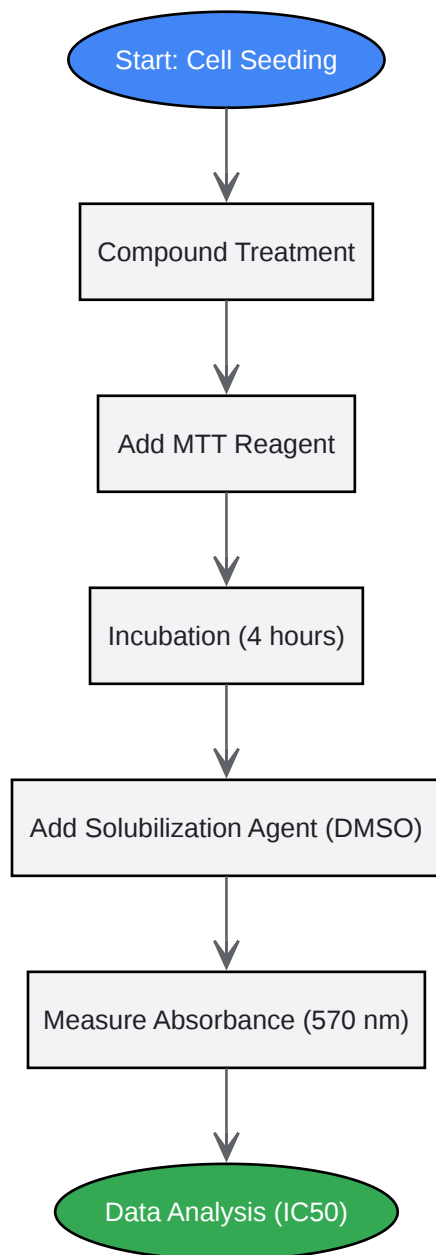 Start: Cell Seeding
Compound Treatment
Add MTT Reagent
Incubation (4 hours)
Add Solubilization Agent (DMSO)
Measure Absorbance (570 nm)
Data Analysis (IC50)